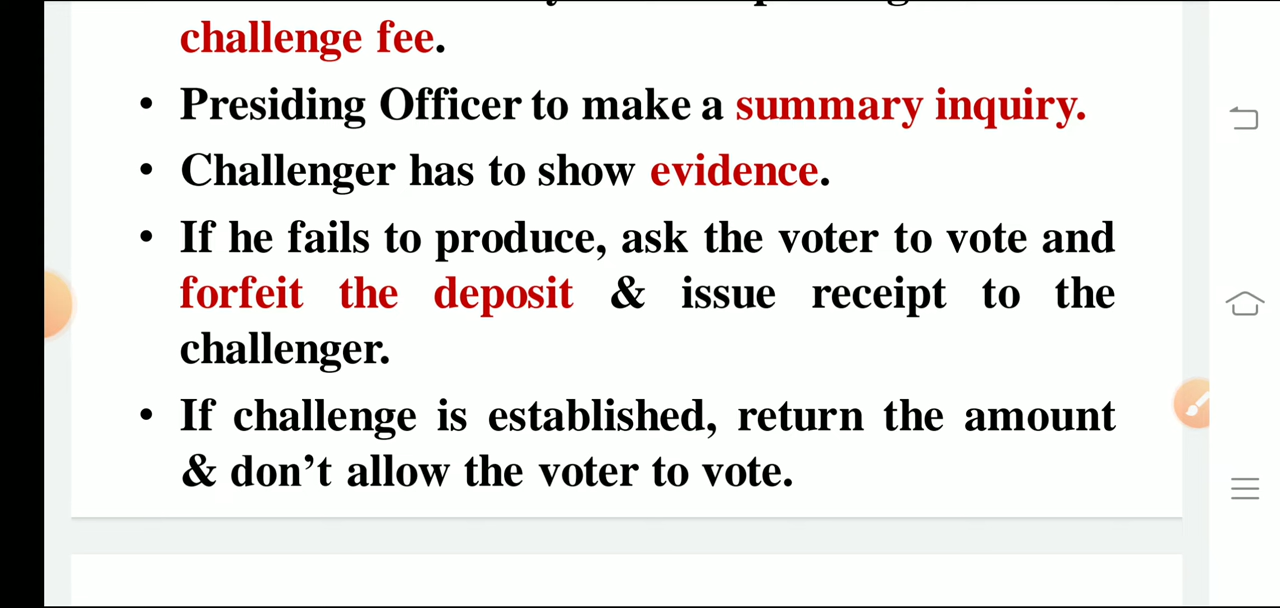 challenge fee.
• Presiding Officer to make a summary inquiry.
• Challenger has to show evidence.
• If he fails to produce, ask the voter to vote and
forfeit the deposit & issue receipt to the
challenger.
• If challenge is established, return the amount
& don’t allow the voter to vote.